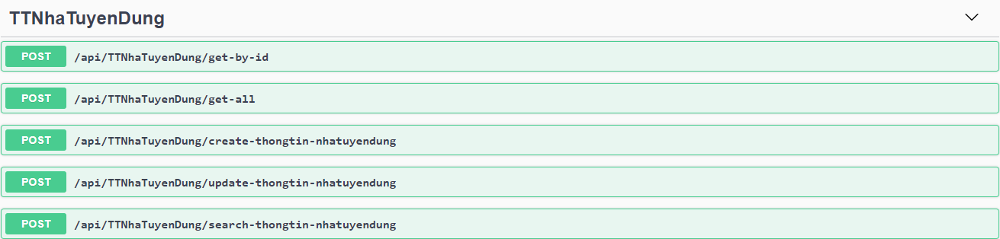 TTNhaTuyenDung
POST /api/TTNhaTuyenDung/get-by-id
POST /api/TTNhaTuyenDung/get-all
POST /api/TTNhaTuyenDung/create-thongtin-nhatuyendung
POST /api/TTNhaTuyenDung/update-thongtin-nhatuyendung
POST /api/TTNhaTuyenDung/search-thongtin-nhatuyendung